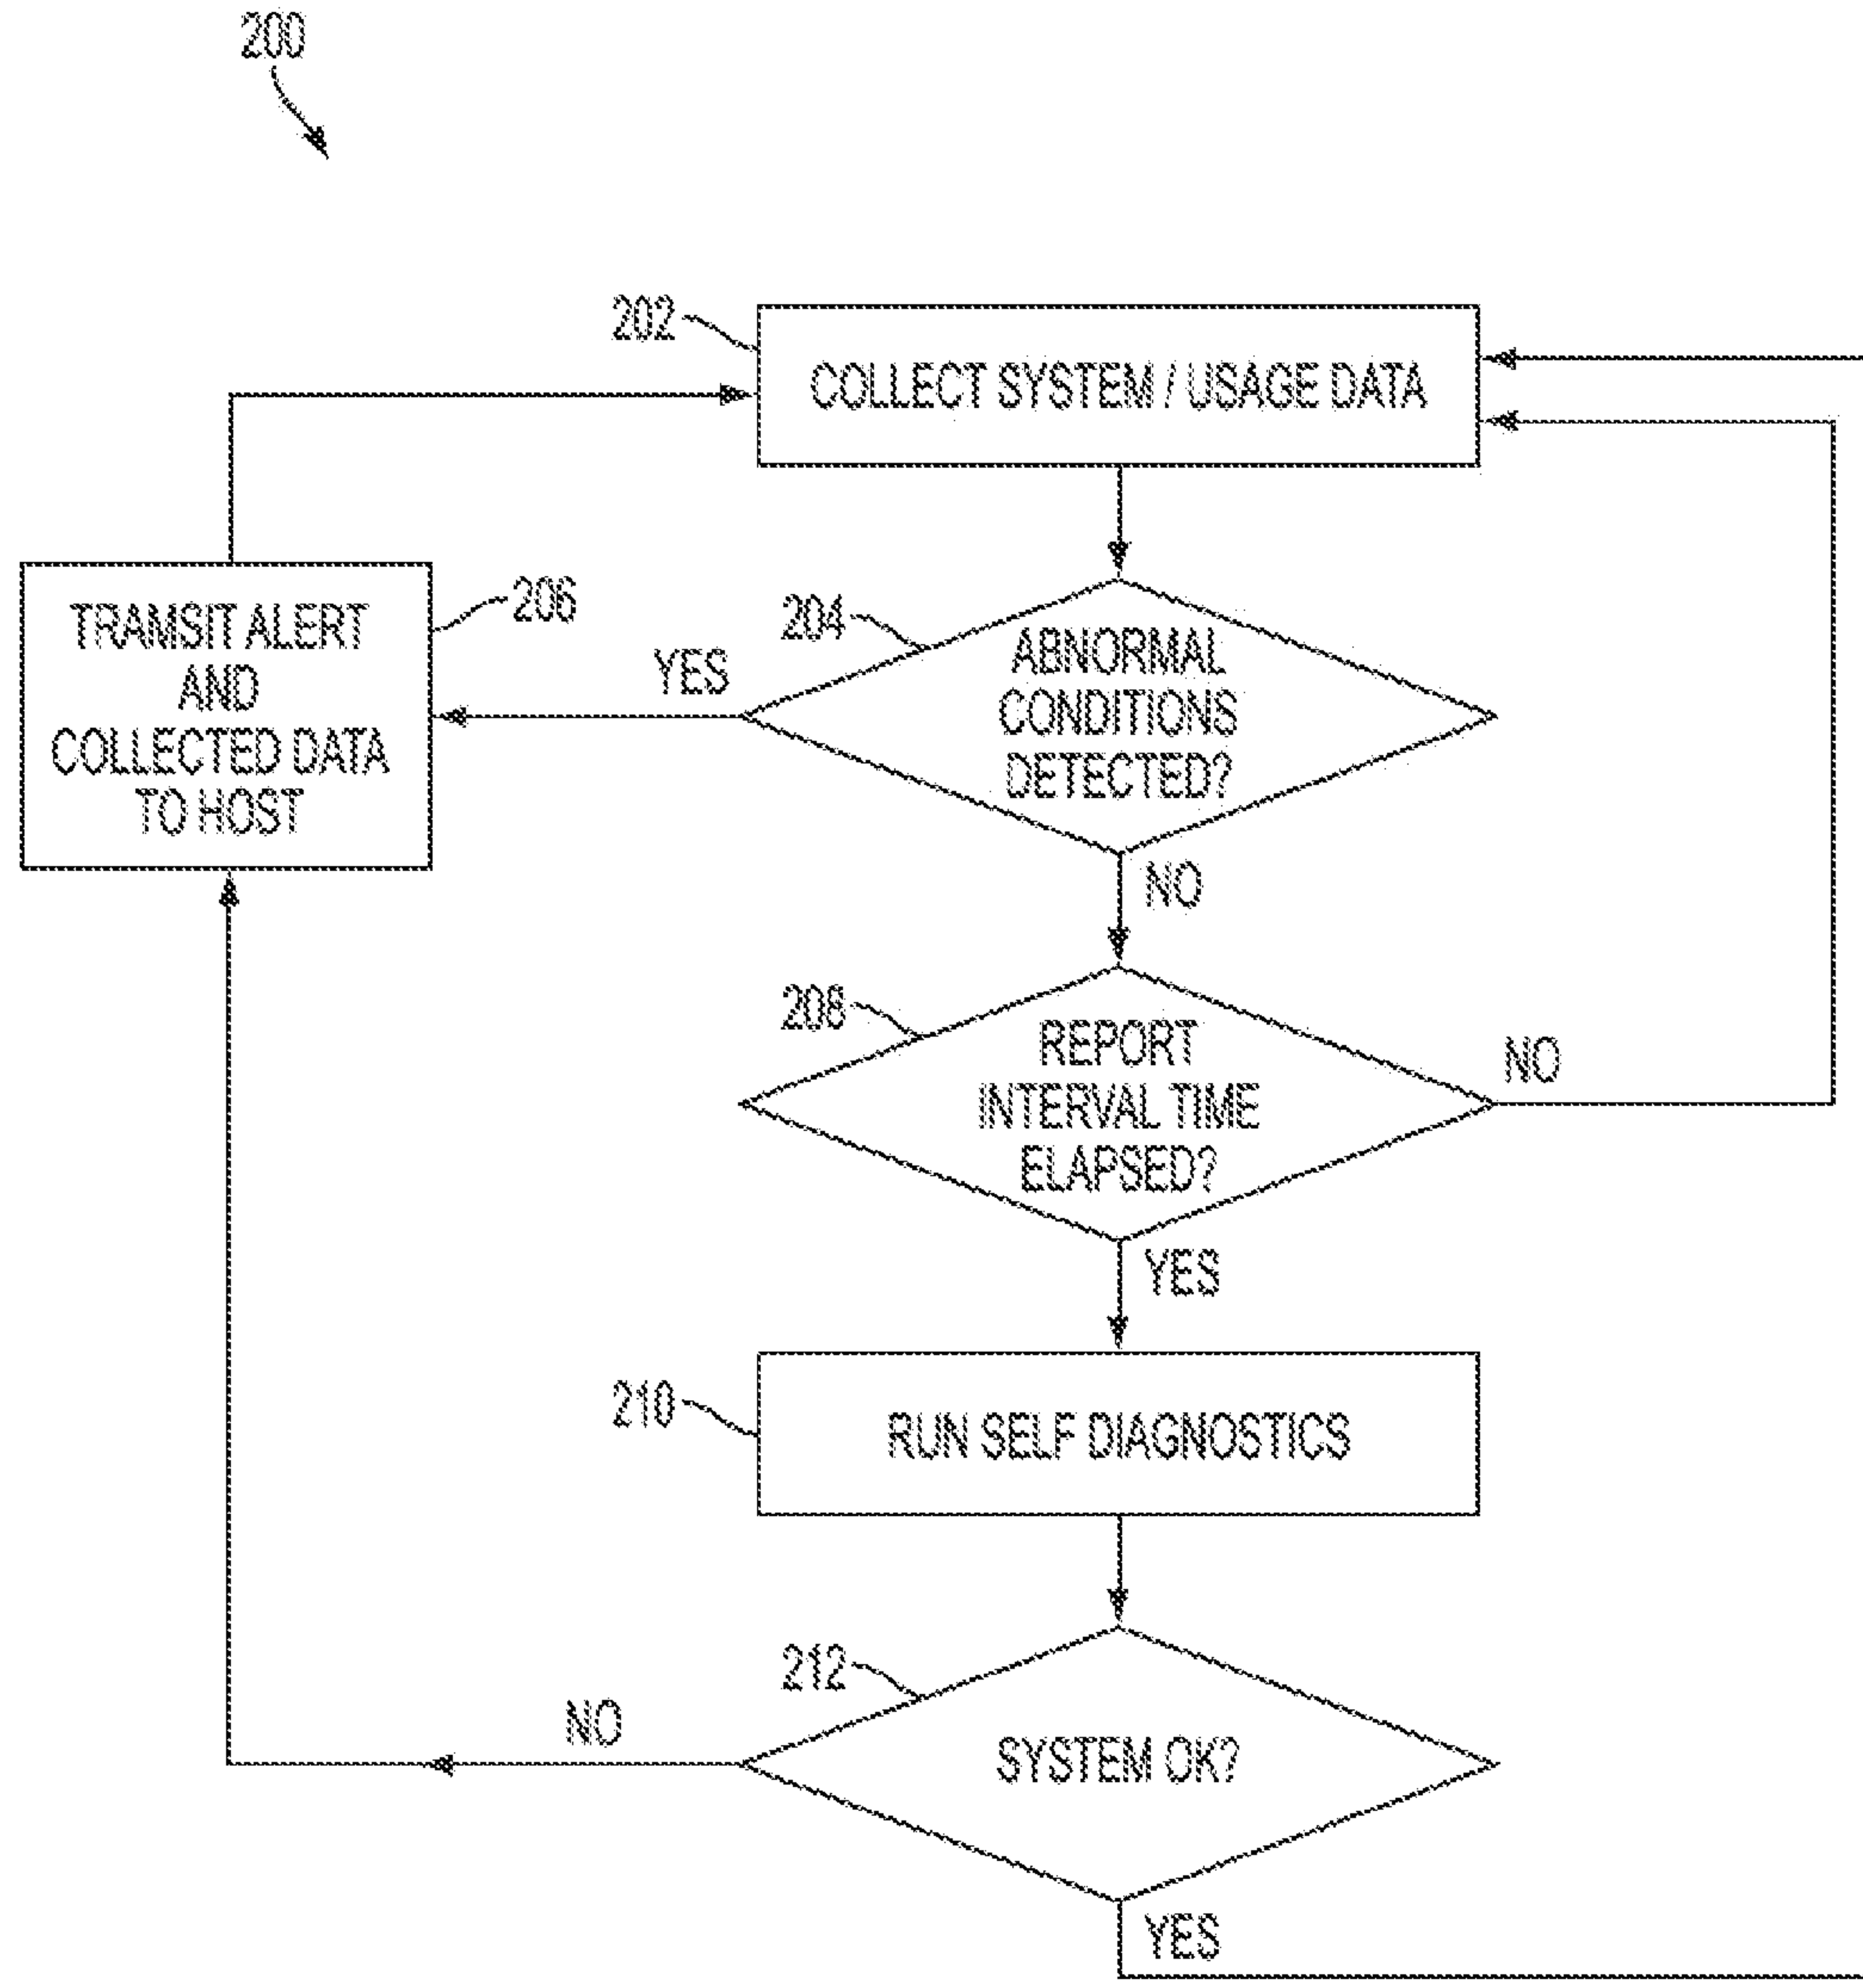 200
202
COLLECT SYSTEM / USAGE DATA
206
TRAMSIT ALERT
AND
COLLECTED DATA
TO HOST
YES
204
ABNORMAL
CONDITIONS
DETECTED?
NO
208
REPORT
INTERVAL TIME
ELAPSED?
NO
YES
210
RUN SELF DIAGNOSTICS
212
SYSTEM OK?
NO
YES